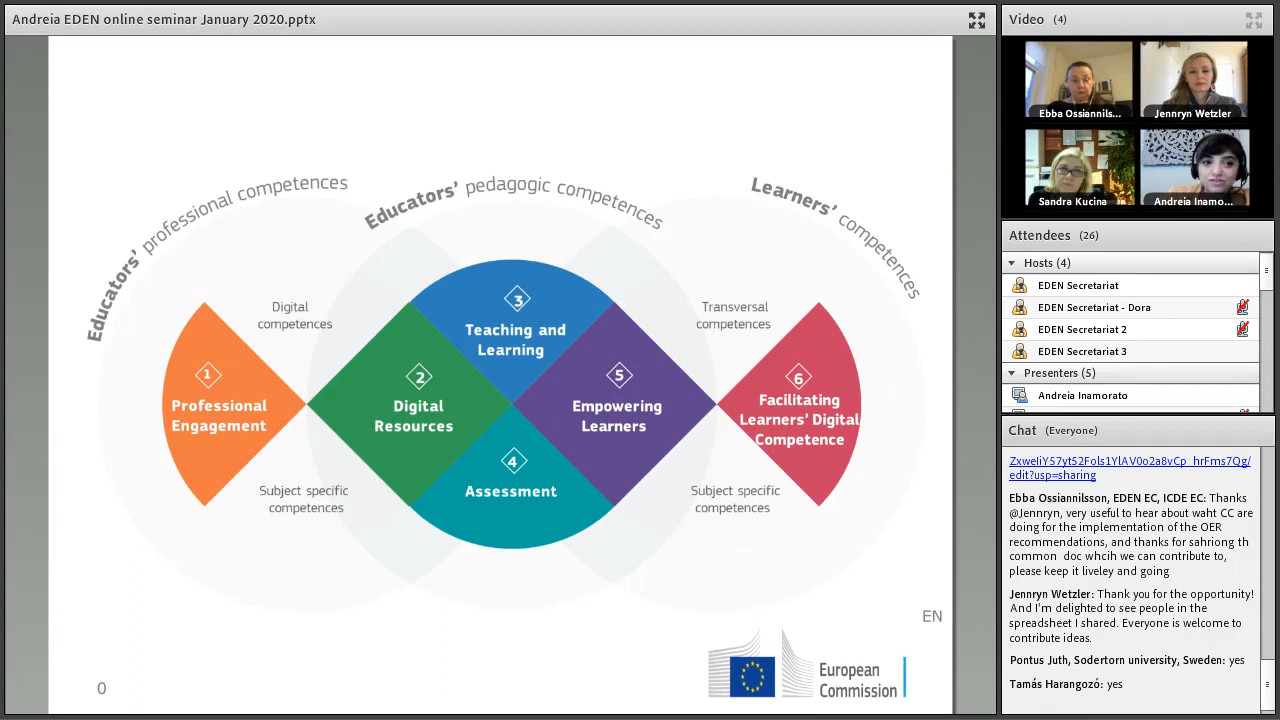 Andreia EDEN online seminar January 2020.pptx
Educators' professional competences
Educators' pedagogic competences
Learners' competences
Digital
competences
Transversal
competences
1
Professional
Engagement
2
Digital
Resources
3
Teaching and
Learning
4
Assessment
5
Empowering
Learners
6
Facilitating
Learners' Digital
Competence
Subject specific
competences
Subject specific
competences
EN
European
Commission
0
Video (4)
Ebba Ossiannils...
Jennryn Wetzler
Sandra Kucina
Andreia Inamo...
Attendees (26)
Hosts (4)
EDEN Secretariat
EDEN Secretariat - Dora
EDEN Secretariat 2
EDEN Secretariat 3
Presenters (5)
Andreia Inamorato
Chat (Everyone)
edit?usp=sharing
Ebba Ossiannilsson, EDEN EC, ICDE EC: Thanks
@Jennryn, very useful to hear about waht CC are
doing for the implementation of the OER
recommendations, and thanks for sahriong th
common doc whcih we can contribute to,
please keep it liveley and going
Jennryn Wetzler: Thank you for the opportunity!
And I'm delighted to see people in the
spreadsheet I shared. Everyone is welcome to
contribute ideas.
Pontus Juth, Sodertorn university, Sweden: yes
Tamás Harangozó: yes